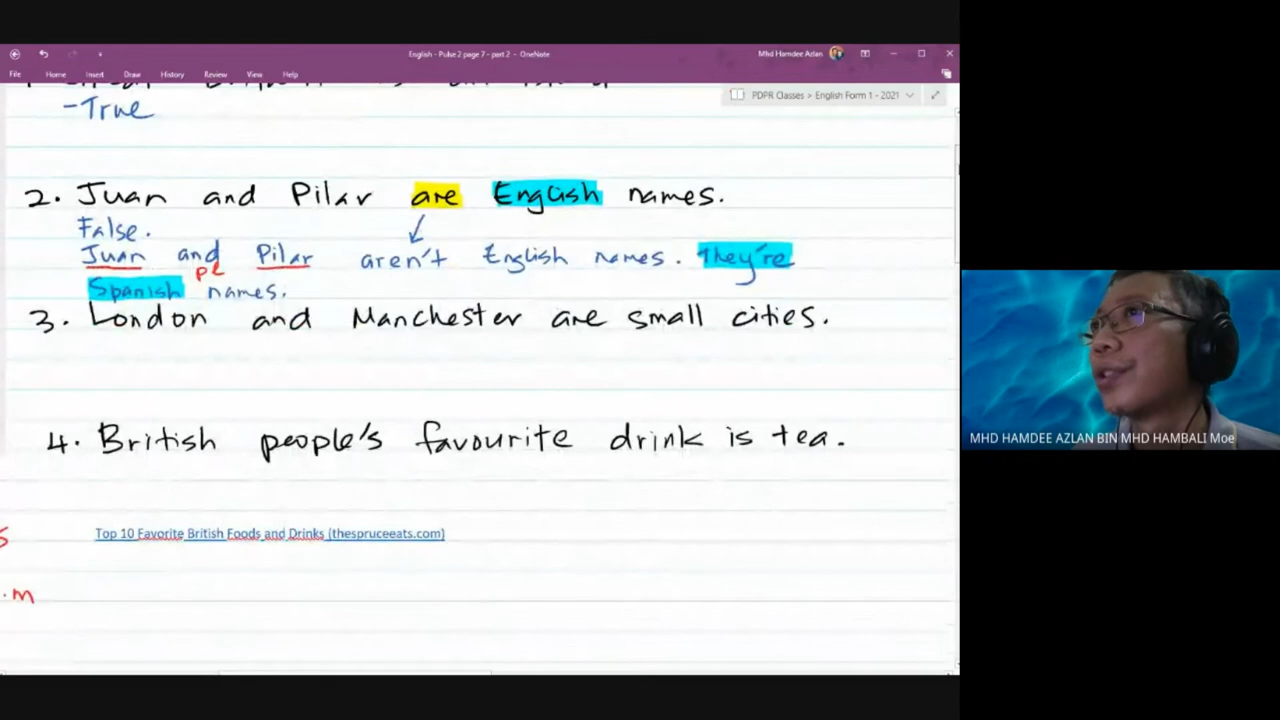 English - Pulse 2 page 7 - part 2 - OneNote
Mhd Hamdee Azlan
File Home Insert Draw History Review View Help
PDPR Classes > English Form 1 - 2021
-True
2. Juan and Pilar are English names.
False.
Juan and Pilar aren't English names. They're
pl
Spanish names.
3. London and Manchester are small cities.
4. British people's favourite drink is tea.
Top 10 Favorite British Foods and Drinks (thespruceeats.com)
s
.m
MHD HAMDEE AZLAN BIN MHD HAMBALI Moe